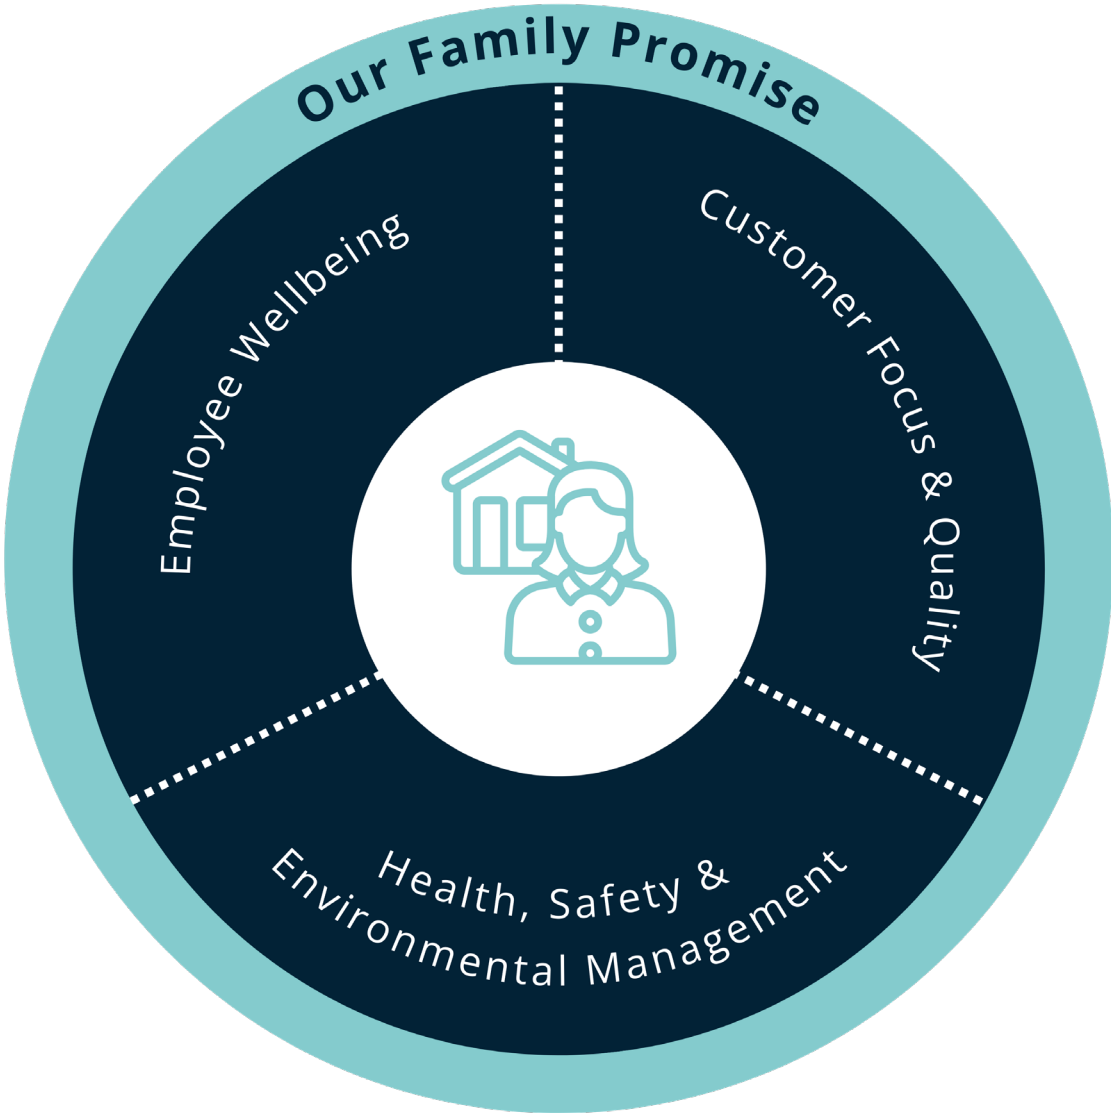 Our Family Promise
Employee Wellbeing
Customer Focus & Quality
Health, Safety &
Environmental Management